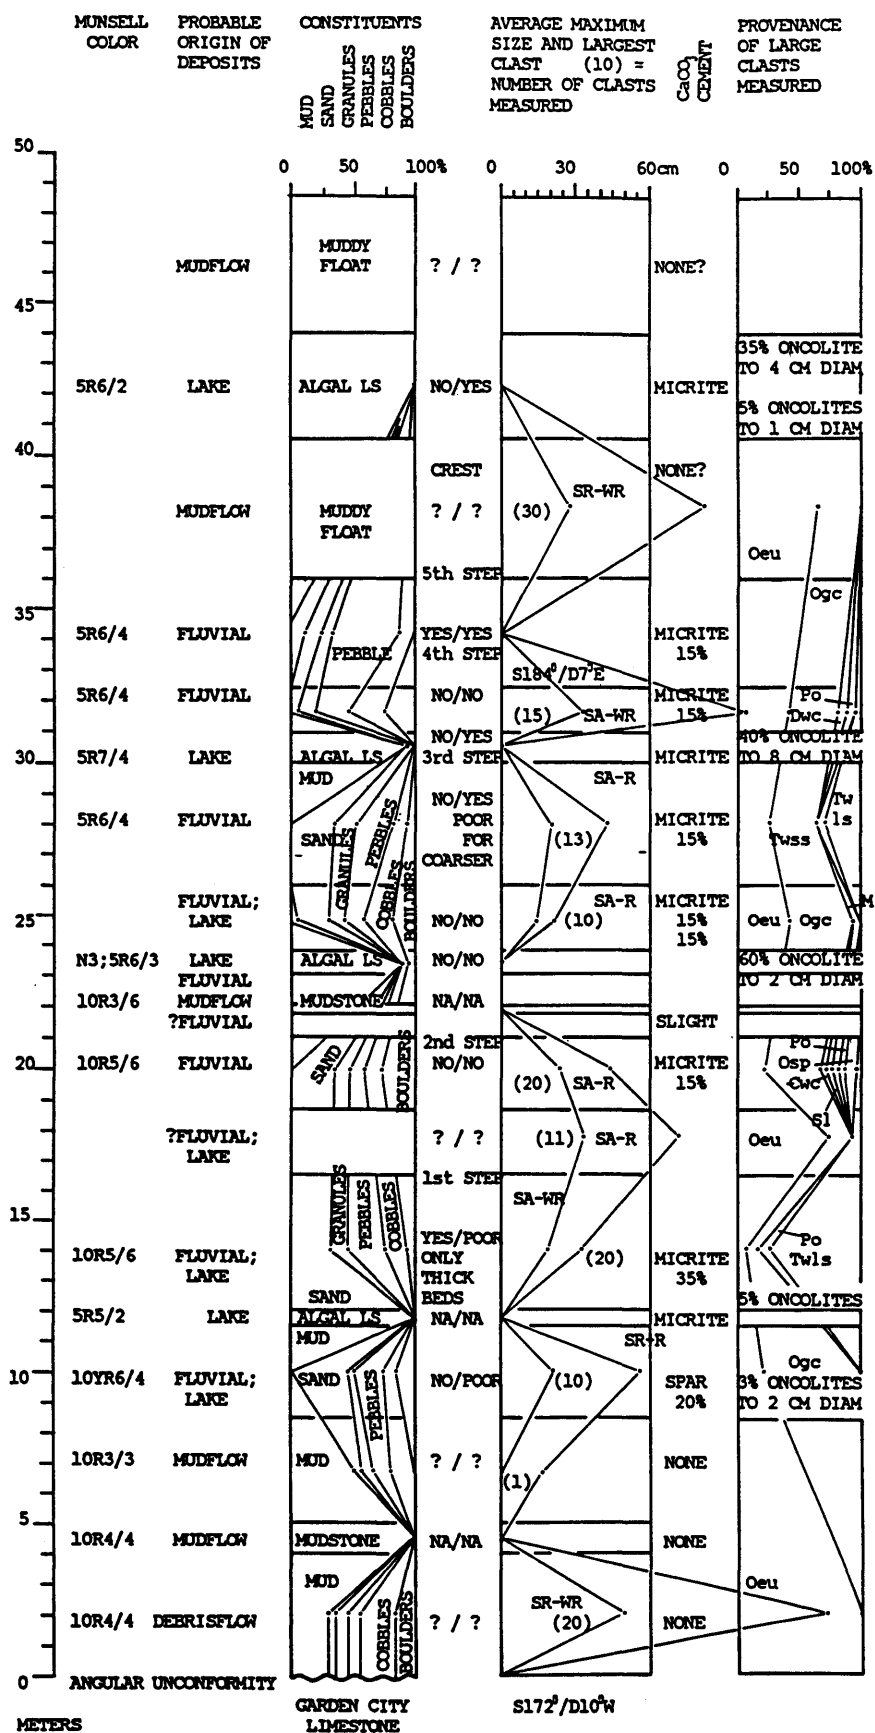 MUNSELL COLOR
PROBABLE ORIGIN OF DEPOSITS
CONSTITUENTS
MUD
SAND
GRANULES
PEBBLES
COBBLES
BOULDERS
AVERAGE MAXIMUM
SIZE AND LARGEST
CLAST (10) =
NUMBER OF CLASTS
MEASURED
CaCO3 CEMENT
PROVENANCE
OF LARGE
CLASTS
MEASURED
50
0 50 100% 0 30 60cm 0 50 100%
MUDDY
MUDFLOW FLOAT ? / ? NONE?
45
35% ONCOLITE
TO 4 CM DIAM
5R6/2 LAKE ALGAL LS NO/YES MICRITE
5% ONCOLITES
TO 1 CM DIAM
40
CREST NONE?
SR-WR
MUDFLOW MUDDY ? / ? (30)
FLOAT
Oeu
5th STEP
Ogc
35
5R6/4 FLUVIAL YES/YES MICRITE
PEBBLE 4th STEP 15%
S184°/D7°E
5R6/4 FLUVIAL NO/NO MICRITE Po
(15) SA-WR 15% Dwc
NO/YES 40% ONCOLITE
30 5R7/4 LAKE ALGAL LS 3rd STEP MICRITE TO 8 CM DIAM
MUD SA-R
NO/YES Tw
5R6/4 FLUVIAL POOR MICRITE ls
SAND GRANULES PEBBLES FOR (13) 15% Twss
COARSER
COBBLES BOULDERS
FLUVIAL; SA-R MICRITE M
25 LAKE NO/NO (10) 15% Oeu Ogc
15%
N3;5R6/3 LAKE ALGAL LS NO/NO 60% ONCOLITE
FLUVIAL TO 2 CM DIAM
10R3/6 MUDFLOW MUDSTONE NA/NA
?FLUVIAL SLIGHT
2nd STEP Po
20 10R5/6 FLUVIAL SAND BOULDERS NO/NO MICRITE Osp
(20) SA-R 15% Єwc
Sl
?FLUVIAL; ? / ? (11) SA-R Oeu
LAKE
1st STEP
GRANULES PEBBLES COBBLES SA-WR
15
YES/POOR Po
10R5/6 FLUVIAL; ONLY (20) MICRITE Twls
LAKE THICK 35%
SAND BEDS 5% ONCOLITES
5R5/2 LAKE ALGAL LS NA/NA MICRITE
MUD SR-R
Ogc
10 10YR6/4 FLUVIAL; SAND PEBBLES NO/POOR (10) SPAR 3% ONCOLITES
LAKE 20% TO 2 CM DIAM
10R3/3 MUDFLOW MUD ? / ? NONE
(1)
5
10R4/4 MUDFLOW MUDSTONE NA/NA NONE
MUD Oeu
SR-WR
10R4/4 DEBRISFLOW COBBLES BOULDERS ? / ? (20) NONE
0 ANGULAR UNCONFORMITY
GARDEN CITY S172°/D10°W
METERS LIMESTONE